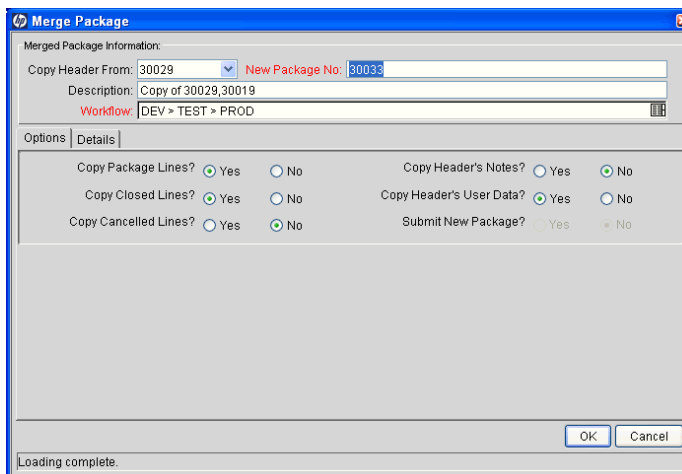 hp Merge Package
Merged Package Information:
Copy Header From: 30029 New Package No: 30033
Description: Copy of 30029,30019
Workflow: DEV > TEST > PROD
Options Details
Copy Package Lines? Yes No Copy Header's Notes? Yes No
Copy Closed Lines? Yes No Copy Header's User Data? Yes No
Copy Cancelled Lines? Yes No Submit New Package? Yes No
OK Cancel
Loading complete.